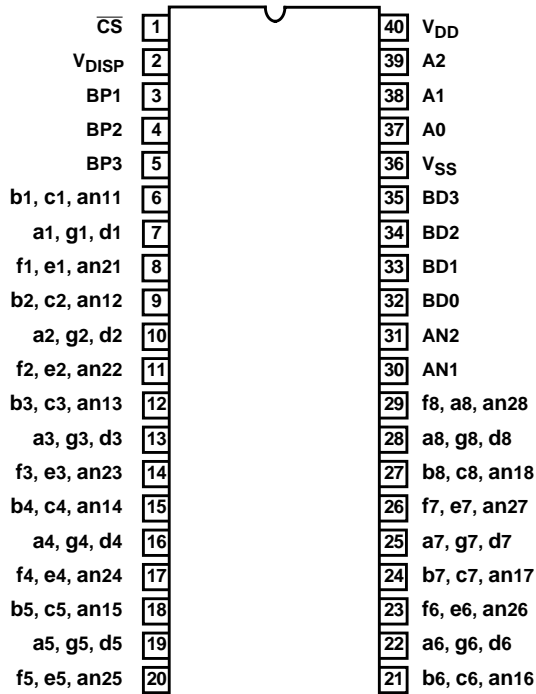 CS 1 40 VDD
VDISP 2 39 A2
BP1 3 38 A1
BP2 4 37 A0
BP3 5 36 VSS
b1, c1, an11 6 35 BD3
a1, g1, d1 7 34 BD2
f1, e1, an21 8 33 BD1
b2, c2, an12 9 32 BD0
a2, g2, d2 10 31 AN2
f2, e2, an22 11 30 AN1
b3, c3, an13 12 29 f8, a8, an28
a3, g3, d3 13 28 a8, g8, d8
f3, e3, an23 14 27 b8, c8, an18
b4, c4, an14 15 26 f7, e7, an27
a4, g4, d4 16 25 a7, g7, d7
f4, e4, an24 17 24 b7, c7, an17
b5, c5, an15 18 23 f6, e6, an26
a5, g5, d5 19 22 a6, g6, d6
f5, e5, an25 20 21 b6, c6, an16